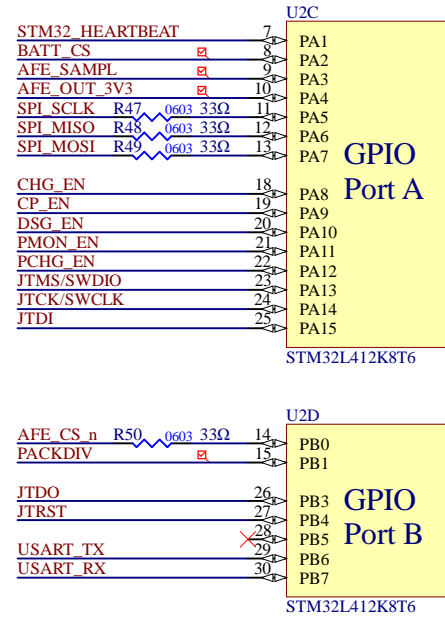 U2C
STM32_HEARTBEAT 7 PA1
BATT_CS 8 PA2
AFE_SAMPL 9 PA3
AFE_OUT_3V3 10 PA4
SPI_SCLK R47 0603 33Ω 11 PA5
SPI_MISO R48 0603 33Ω 12 PA6
SPI_MOSI R49 0603 33Ω 13 PA7
GPIO
Port A
CHG_EN 18 PA8
CP_EN 19 PA9
DSG_EN 20 PA10
PMON_EN 21 PA11
PCHG_EN 22 PA12
JTMS/SWDIO 23 PA13
JTCK/SWCLK 24 PA14
JTDI 25 PA15
STM32L412K8T6
U2D
AFE_CS_n R50 0603 33Ω 14 PB0
PACKDIV 15 PB1
JTDO 26 PB3
JTRST 27 PB4
28 PB5
USART_TX 29 PB6
USART_RX 30 PB7
GPIO
Port B
STM32L412K8T6